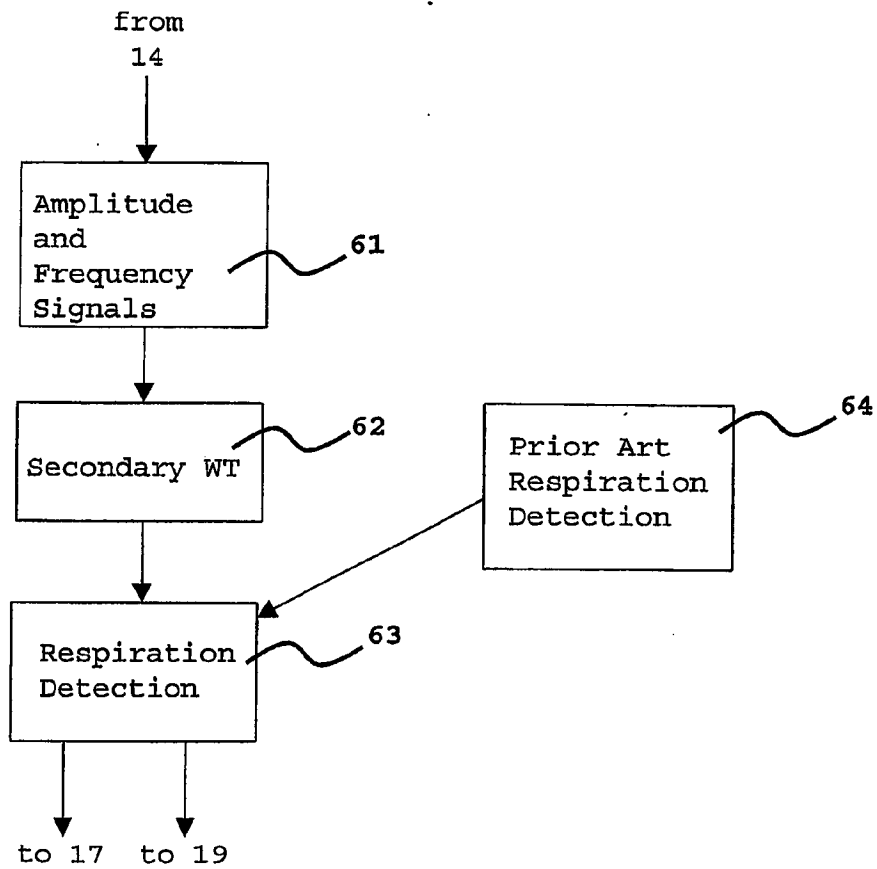 from
14
Amplitude
and
Frequency
Signals
61
Secondary WT
62
Prior Art
Respiration
Detection
64
Respiration
Detection
63
to 17
to 19